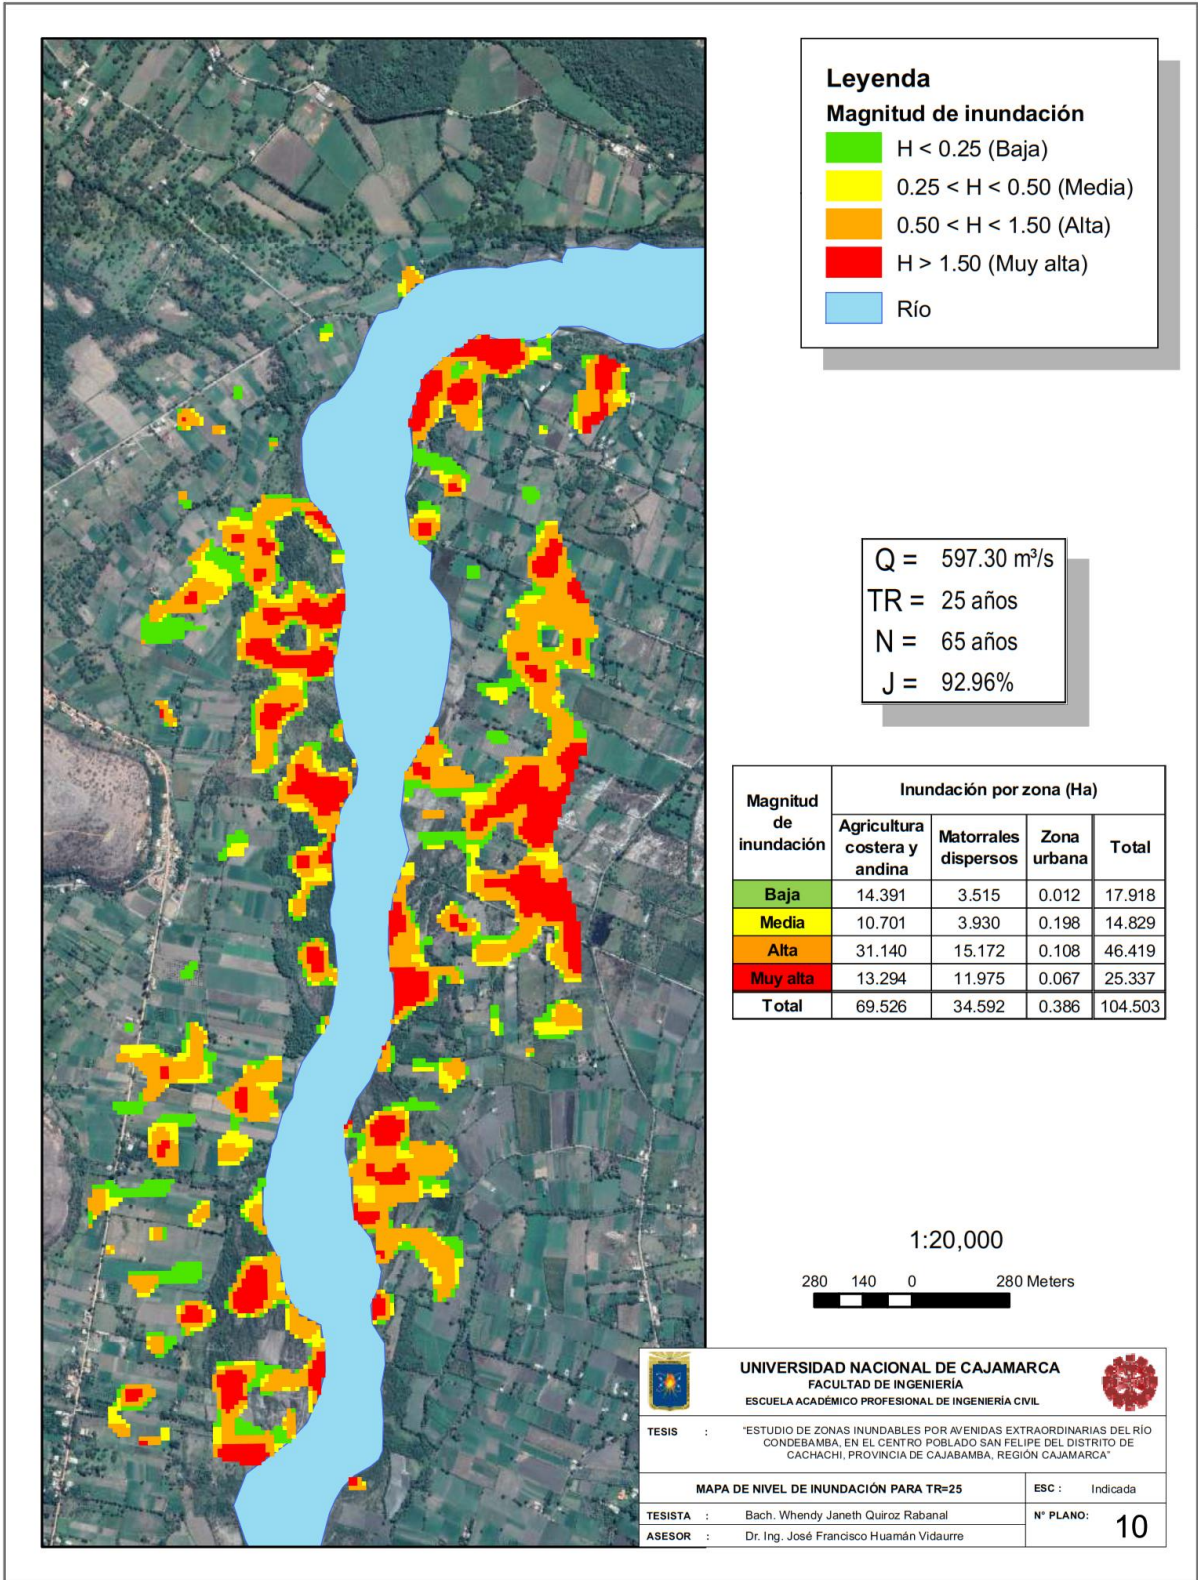 Leyenda
Magnitud de inundación
H < 0.25 (Baja)
0.25 < H < 0.50 (Media)
0.50 < H < 1.50 (Alta)
H > 1.50 (Muy alta)
Río
Q = 597.30 m³/s
TR = 25 años
N = 65 años
J = 92.96%
Magnitud de inundación
Inundación por zona (Ha)
Agricultura costera y andina
Matorrales dispersos
Zona urbana
Total
Baja 14.391 3.515 0.012 17.918
Media 10.701 3.930 0.198 14.829
Alta 31.140 15.172 0.108 46.419
Muy alta 13.294 11.975 0.067 25.337
Total 69.526 34.592 0.386 104.503
1:20,000
280 140 0 280 Meters
UNIVERSIDAD NACIONAL DE CAJAMARCA
FACULTAD DE INGENIERÍA
ESCUELA ACADÉMICO PROFESIONAL DE INGENIERÍA CIVIL
TESIS : "ESTUDIO DE ZONAS INUNDABLES POR AVENIDAS EXTRAORDINARIAS DEL RÍO
CONDEBAMBA, EN EL CENTRO POBLADO SAN FELIPE DEL DISTRITO DE
CACHACHI, PROVINCIA DE CAJABAMBA, REGIÓN CAJAMARCA"
MAPA DE NIVEL DE INUNDACIÓN PARA TR=25
ESC : Indicada
TESISTA : Bach. Whendy Janeth Quiroz Rabanal
ASESOR : Dr. Ing. José Francisco Huamán Vidaurre
N° PLANO: 10